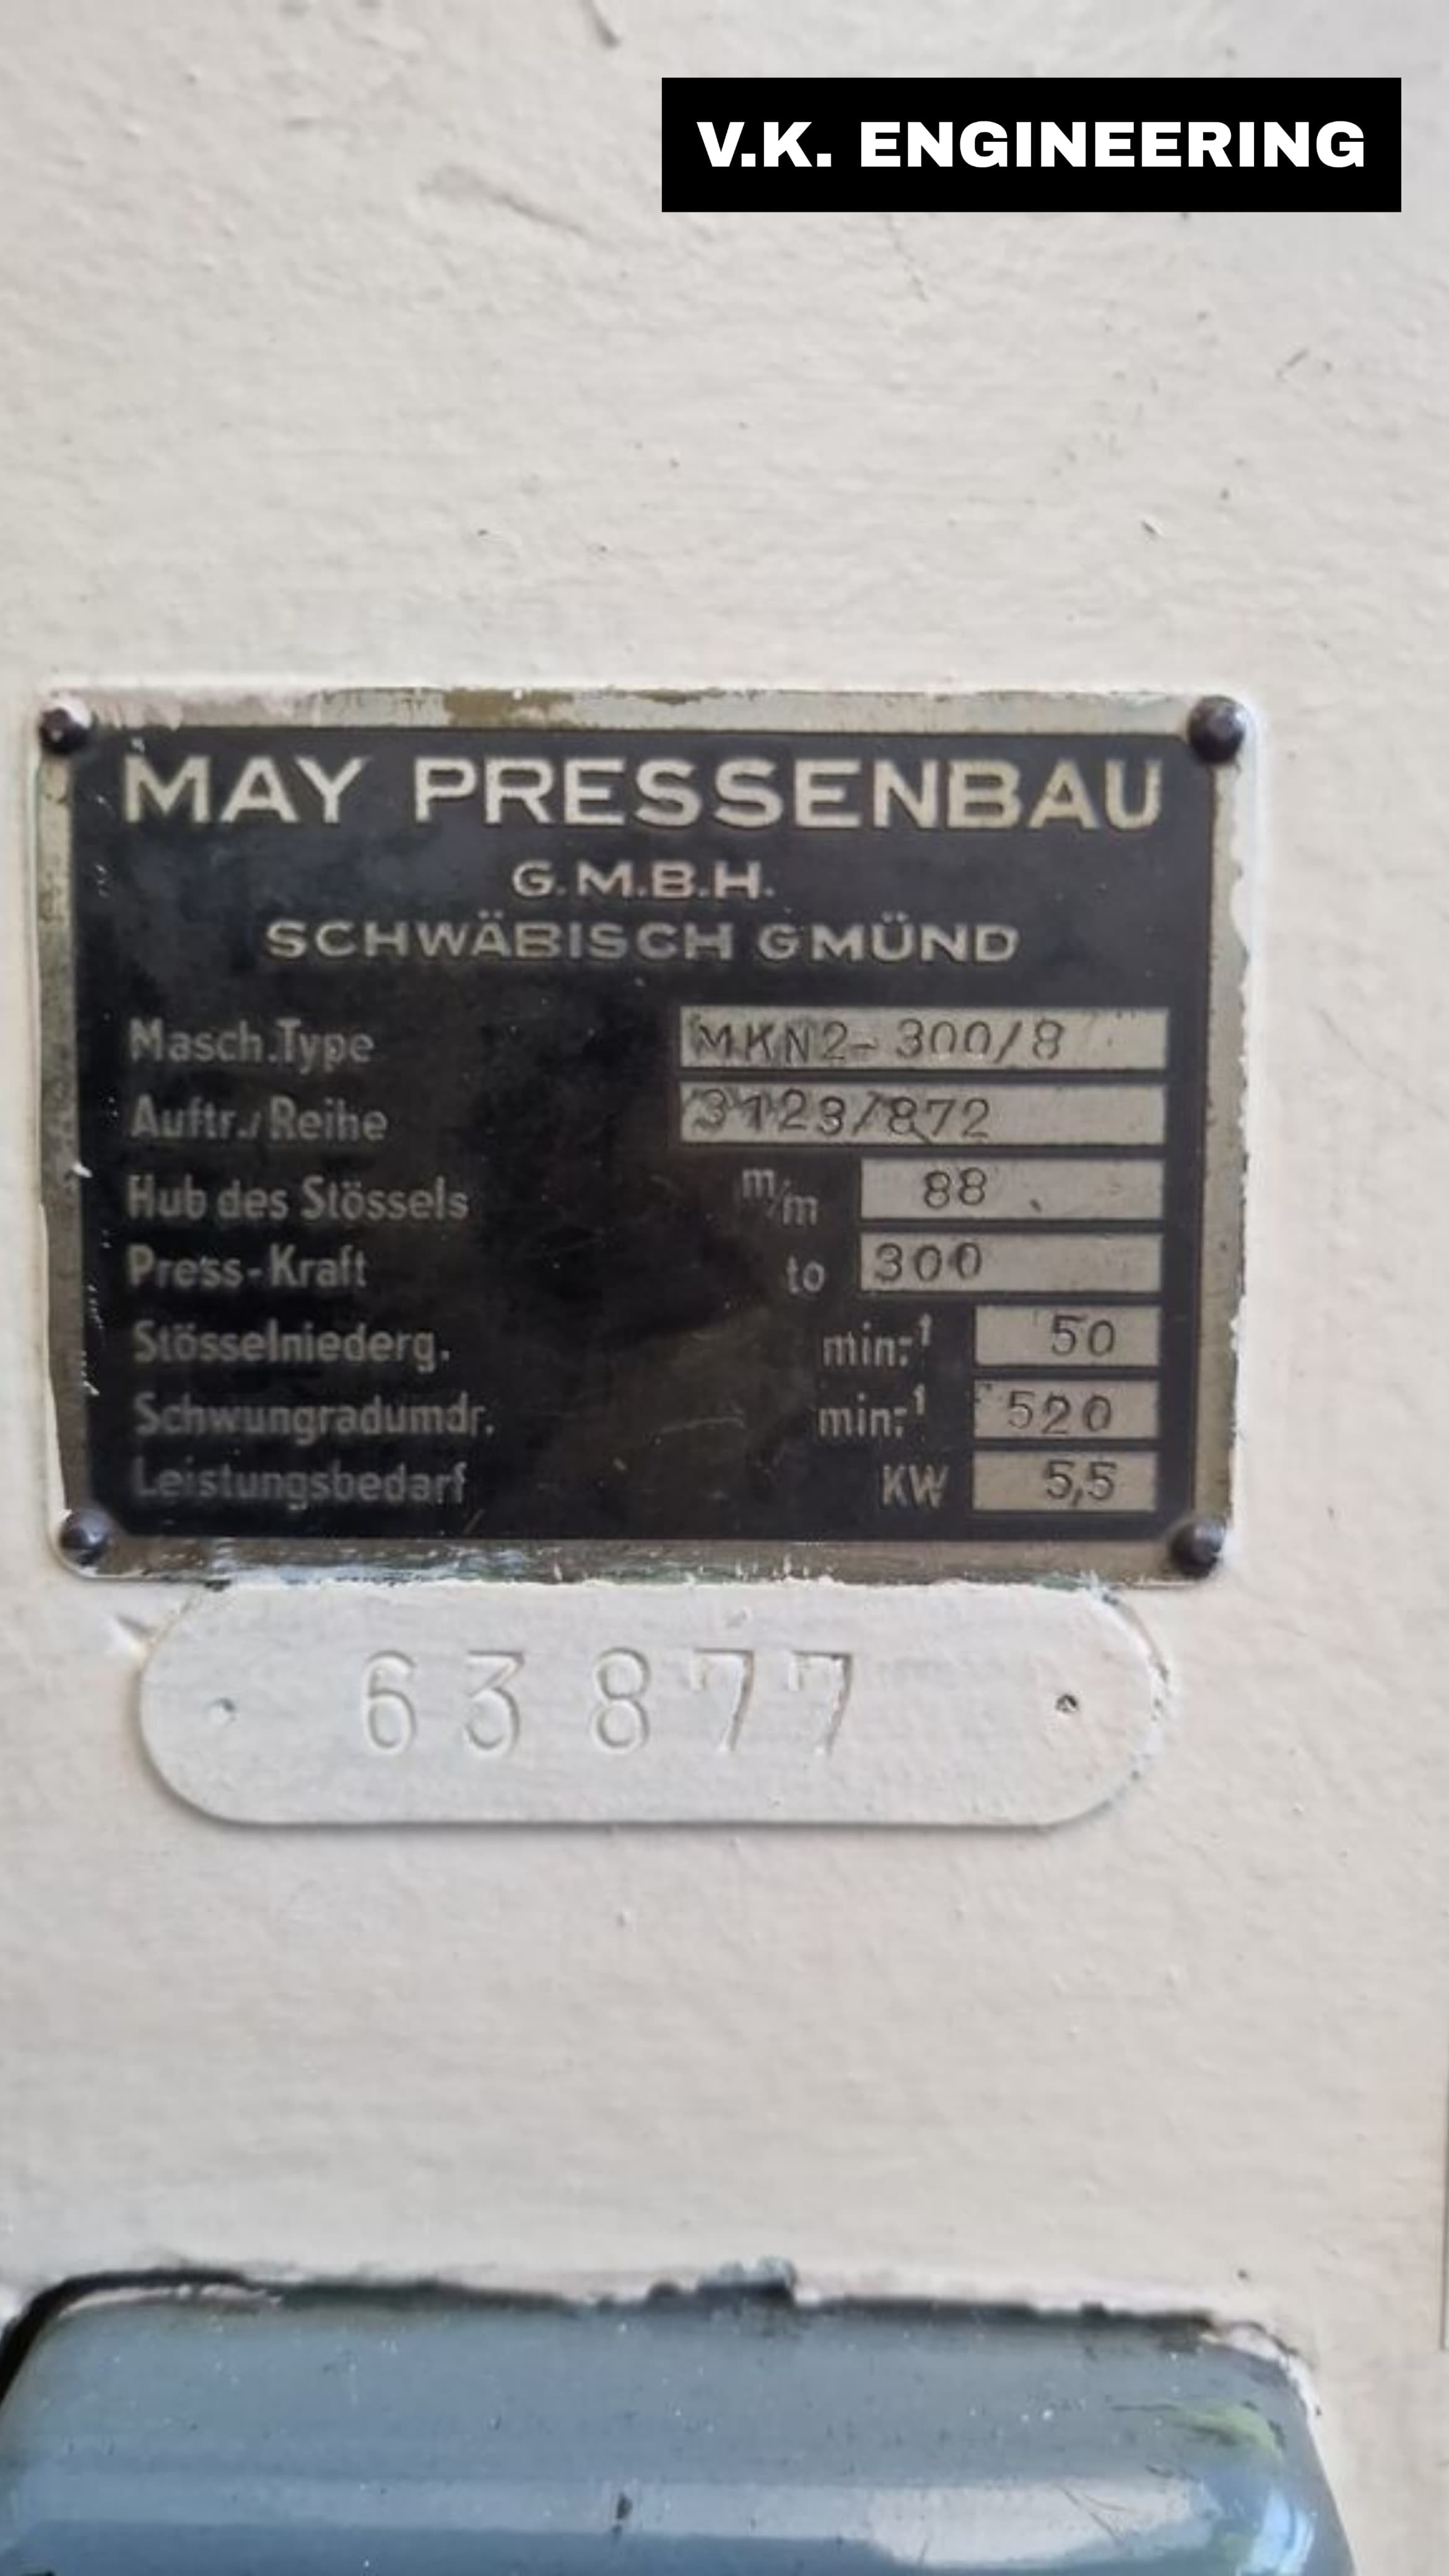 V.K. ENGINEERING
MAY PRESSENBAU
G.M.B.H.
SCHWÄBISCH GMÜND
Masch.Type MKN2-300/8
Auftr./Reihe 3123/872
Hub des Stössels m/m 88
Press-Kraft to 300
Stösselniederg. min:-1 50
Schwungradumdr. min:-1 520
Leistungsbedarf KW 5,5
63877